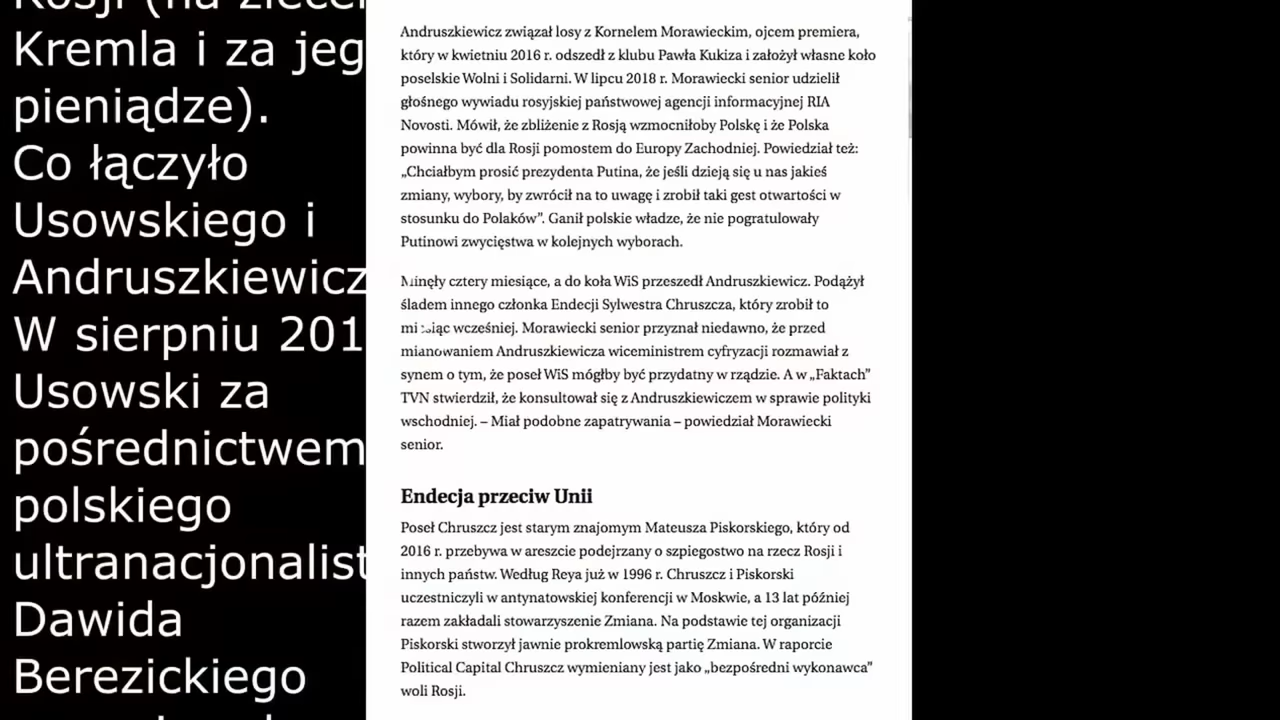 Rosji (na zlecen
Kremla i za jeg
pieniądze).
Co łączyło
Usowskiego i
Andruszkiewicz
W sierpniu 201
Usowski za
pośrednictwem
polskiego
ultranacjonalist
Dawida
Berezickiego
Andruszkiewicz związał losy z Kornelem Morawieckim, ojcem premiera,
który w kwietniu 2016 r. odszedł z klubu Pawła Kukiza i założył własne koło
poselskie Wolni i Solidarni. W lipcu 2018 r. Morawiecki senior udzielił
głośnego wywiadu rosyjskiej państwowej agencji informacyjnej RIA
Novosti. Mówił, że zbliżenie z Rosją wzmocniłoby Polskę i że Polska
powinna być dla Rosji pomostem do Europy Zachodniej. Powiedział też:
„Chciałbym prosić prezydenta Putina, że jeśli dzieją się u nas jakieś
zmiany, wybory, by zwrócił na to uwagę i zrobił taki gest otwartości w
stosunku do Polaków”. Ganił polskie władze, że nie pogratulowały
Putinowi zwycięstwa w kolejnych wyborach.
Minęły cztery miesiące, a do koła WiS przeszedł Andruszkiewicz. Podążył
śladem innego członka Endecji Sylwestra Chruszcza, który zrobił to
miesiąc wcześniej. Morawiecki senior przyznał niedawno, że przed
mianowaniem Andruszkiewicza wiceministrem cyfryzacji rozmawiał z
synem o tym, że poseł WiS mógłby być przydatny w rządzie. A w „Faktach”
TVN stwierdził, że konsultował się z Andruszkiewiczem w sprawie polityki
wschodniej. – Miał podobne zapatrywania – powiedział Morawiecki
senior.
Endecja przeciw Unii
Poseł Chruszcz jest starym znajomym Mateusza Piskorskiego, który od
2016 r. przebywa w areszcie podejrzany o szpiegostwo na rzecz Rosji i
innych państw. Według Reya już w 1996 r. Chruszcz i Piskorski
uczestniczyli w antynatowskiej konferencji w Moskwie, a 13 lat później
razem zakładali stowarzyszenie Zmiana. Na podstawie tej organizacji
Piskorski stworzył jawnie prokremlowską partię Zmiana. W raporcie
Political Capital Chruszcz wymieniany jest jako „bezpośredni wykonawca”
woli Rosji.